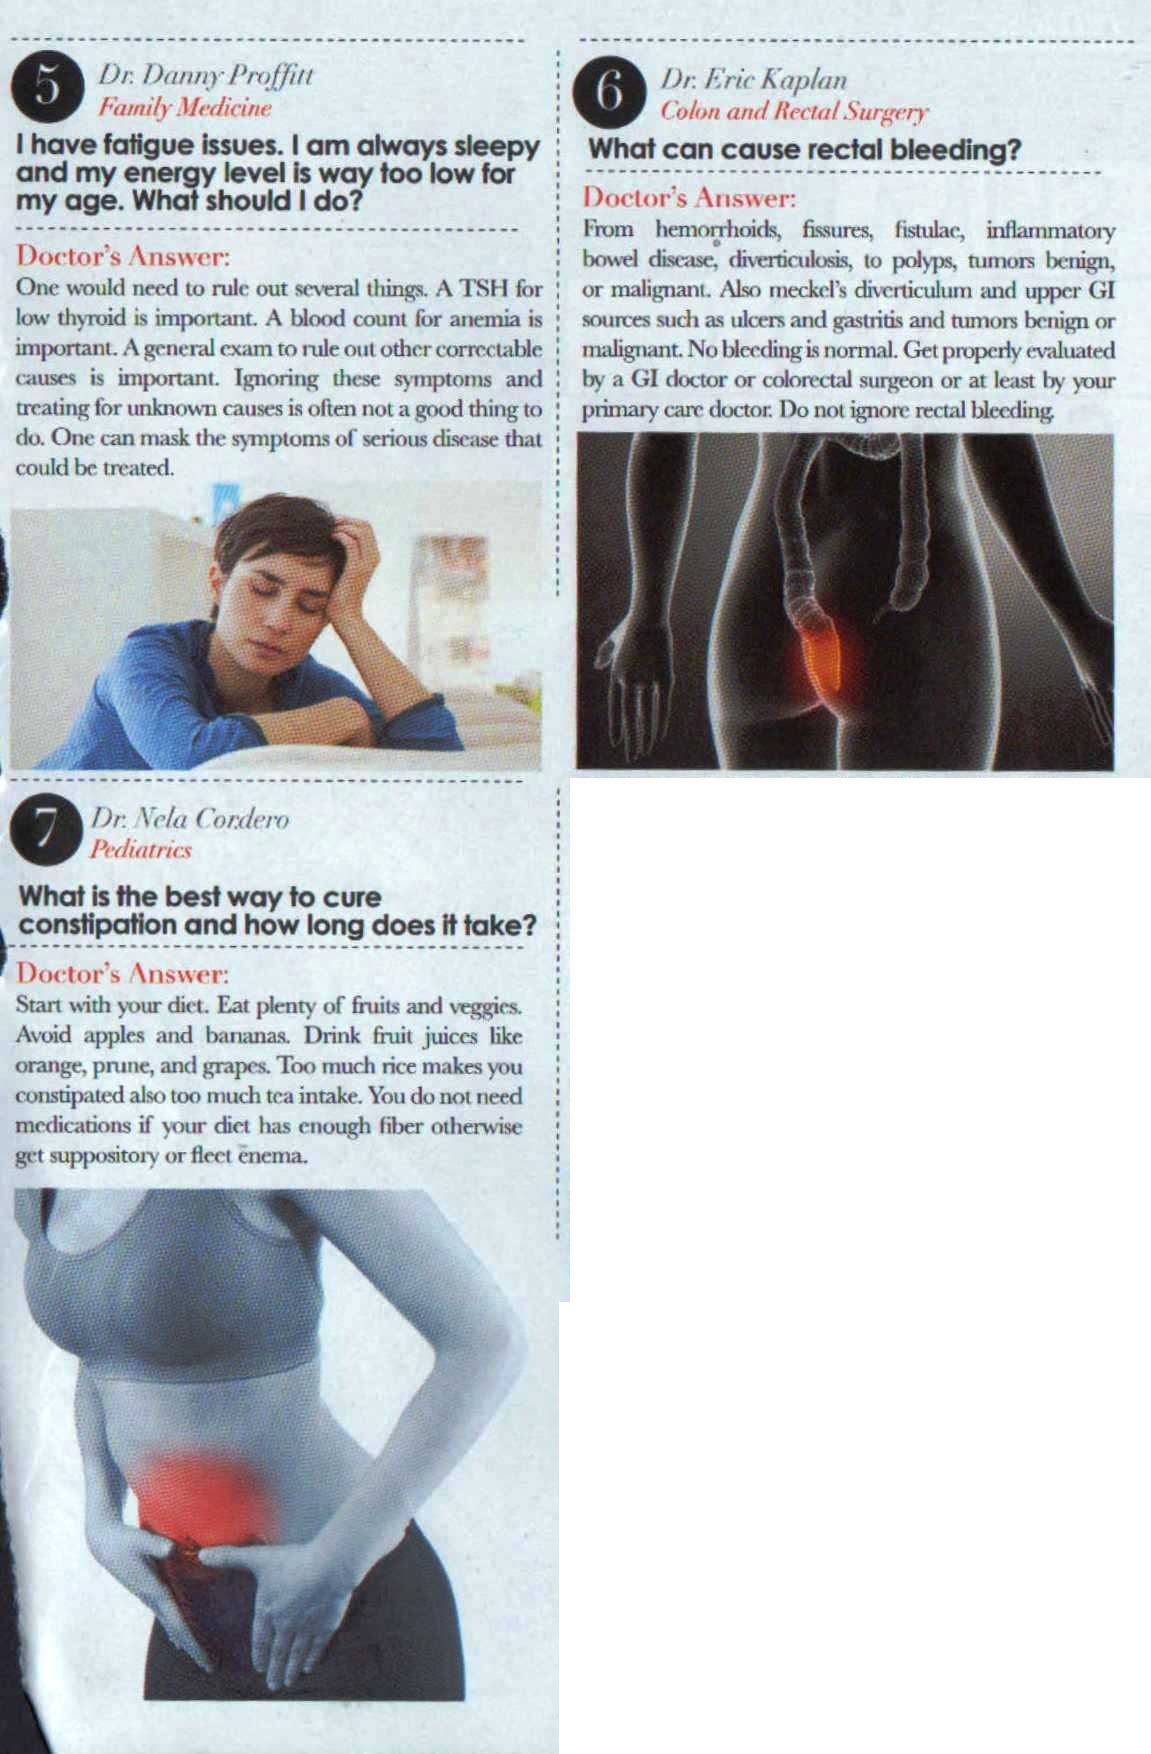 5
Dr. Danny Proffitt
Family Medicine
I have fatigue issues. I am always sleepy
and my energy level is way too low for
my age. What should I do?
Doctor's Answer:
One would need to rule out several things. A TSH for
low thyroid is important. A blood count for anemia is
important. A general exam to rule out other correctable
causes is important. Ignoring these symptoms and
treating for unknown causes is often not a good thing to
do. One can mask the symptoms of serious disease that
could be treated.
6
Dr. Eric Kaplan
Colon and Rectal Surgery
What can cause rectal bleeding?
Doctor's Answer:
From hemorrhoids, fissures, fistulae, inflammatory
bowel disease, diverticulosis, to polyps, tumors benign,
or malignant. Also meckel's diverticulum and upper GI
sources such as ulcers and gastritis and tumors benign or
malignant. No bleeding is normal. Get properly evaluated
by a GI doctor or colorectal surgeon or at least by your
primary care doctor. Do not ignore rectal bleeding.
7
Dr. Nela Cordero
Pediatrics
What is the best way to cure
constipation and how long does it take?
Doctor's Answer:
Start with your diet. Eat plenty of fruits and veggies.
Avoid apples and bananas. Drink fruit juices like
orange, prune, and grapes. Too much rice makes you
constipated also too much tea intake. You do not need
medications if your diet has enough fiber otherwise
get suppository or fleet enema.